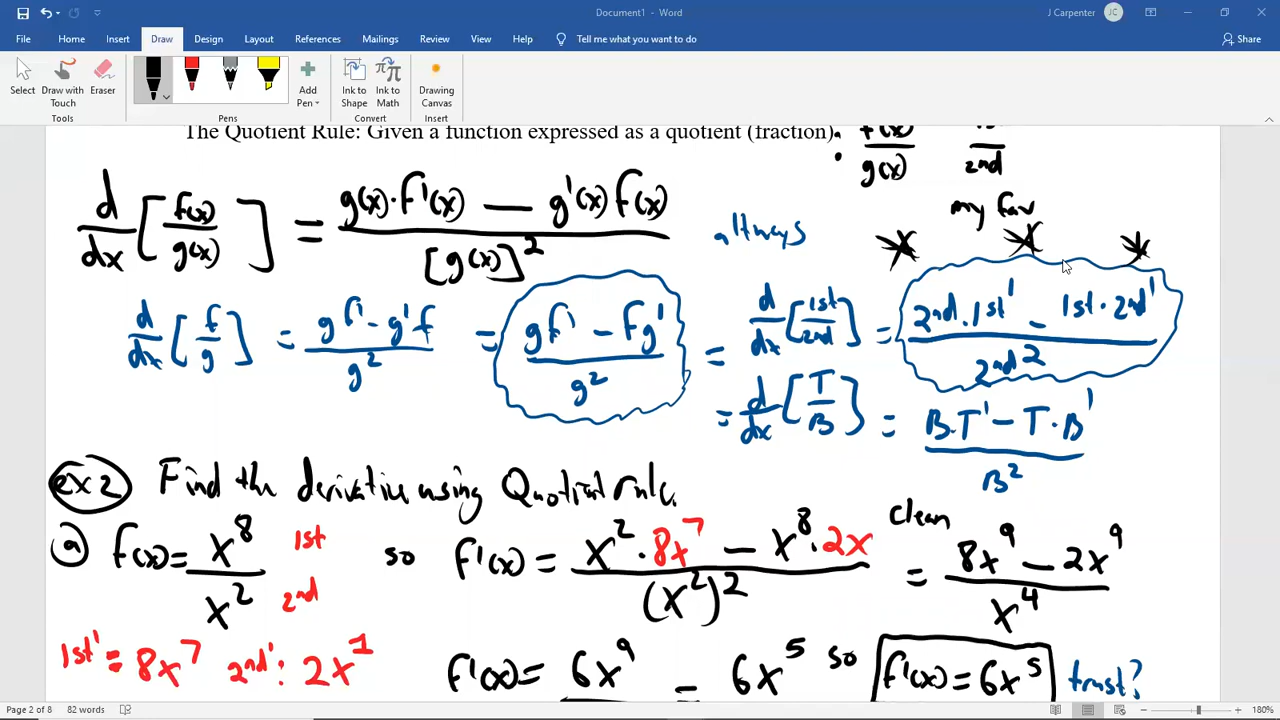 Document1 - Word
J Carpenter JC
File Home Insert Draw Design Layout References Mailings Review View Help Tell me what you want to do Share
Select Draw with Touch Eraser Add Pen Ink to Shape Ink to Math Drawing Canvas
Tools Pens Convert Insert
The Quotient Rule: Given a function expressed as a quotient (fraction): f(x)/g(x) 1st/2nd
my fav
d/dx [f(x)/g(x)] = (g(x)·f'(x) — g'(x)f(x))/[g(x)]²
always
d/dx [f/g] = (gf' - g'f)/g² = (gf' - fg')/g² = d/dx [1st/2nd] = (2nd·1st' - 1st·2nd')/2nd²
= d/dx [T/B] = (B·T' - T·B')/B²
ex2 Find the derivative using Quotient rule.
a) f(x) = x⁸/x² 1st 2nd so f'(x) = (x²·8x⁷ — x⁸·2x)/(x²)² clean = (8x⁹ - 2x⁹)/x⁴
1st' = 8x⁷ 2nd': 2x¹ f'(x) = 6x⁹ = 6x⁵ so f'(x) = 6x⁵ trust?
Page 2 of 8 82 words 180%